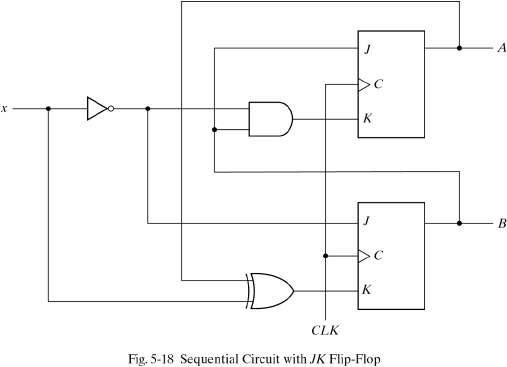 J
A
C
x
K
J
B
C
K
CLK
Fig. 5-18 Sequential Circuit with JK Flip-Flop